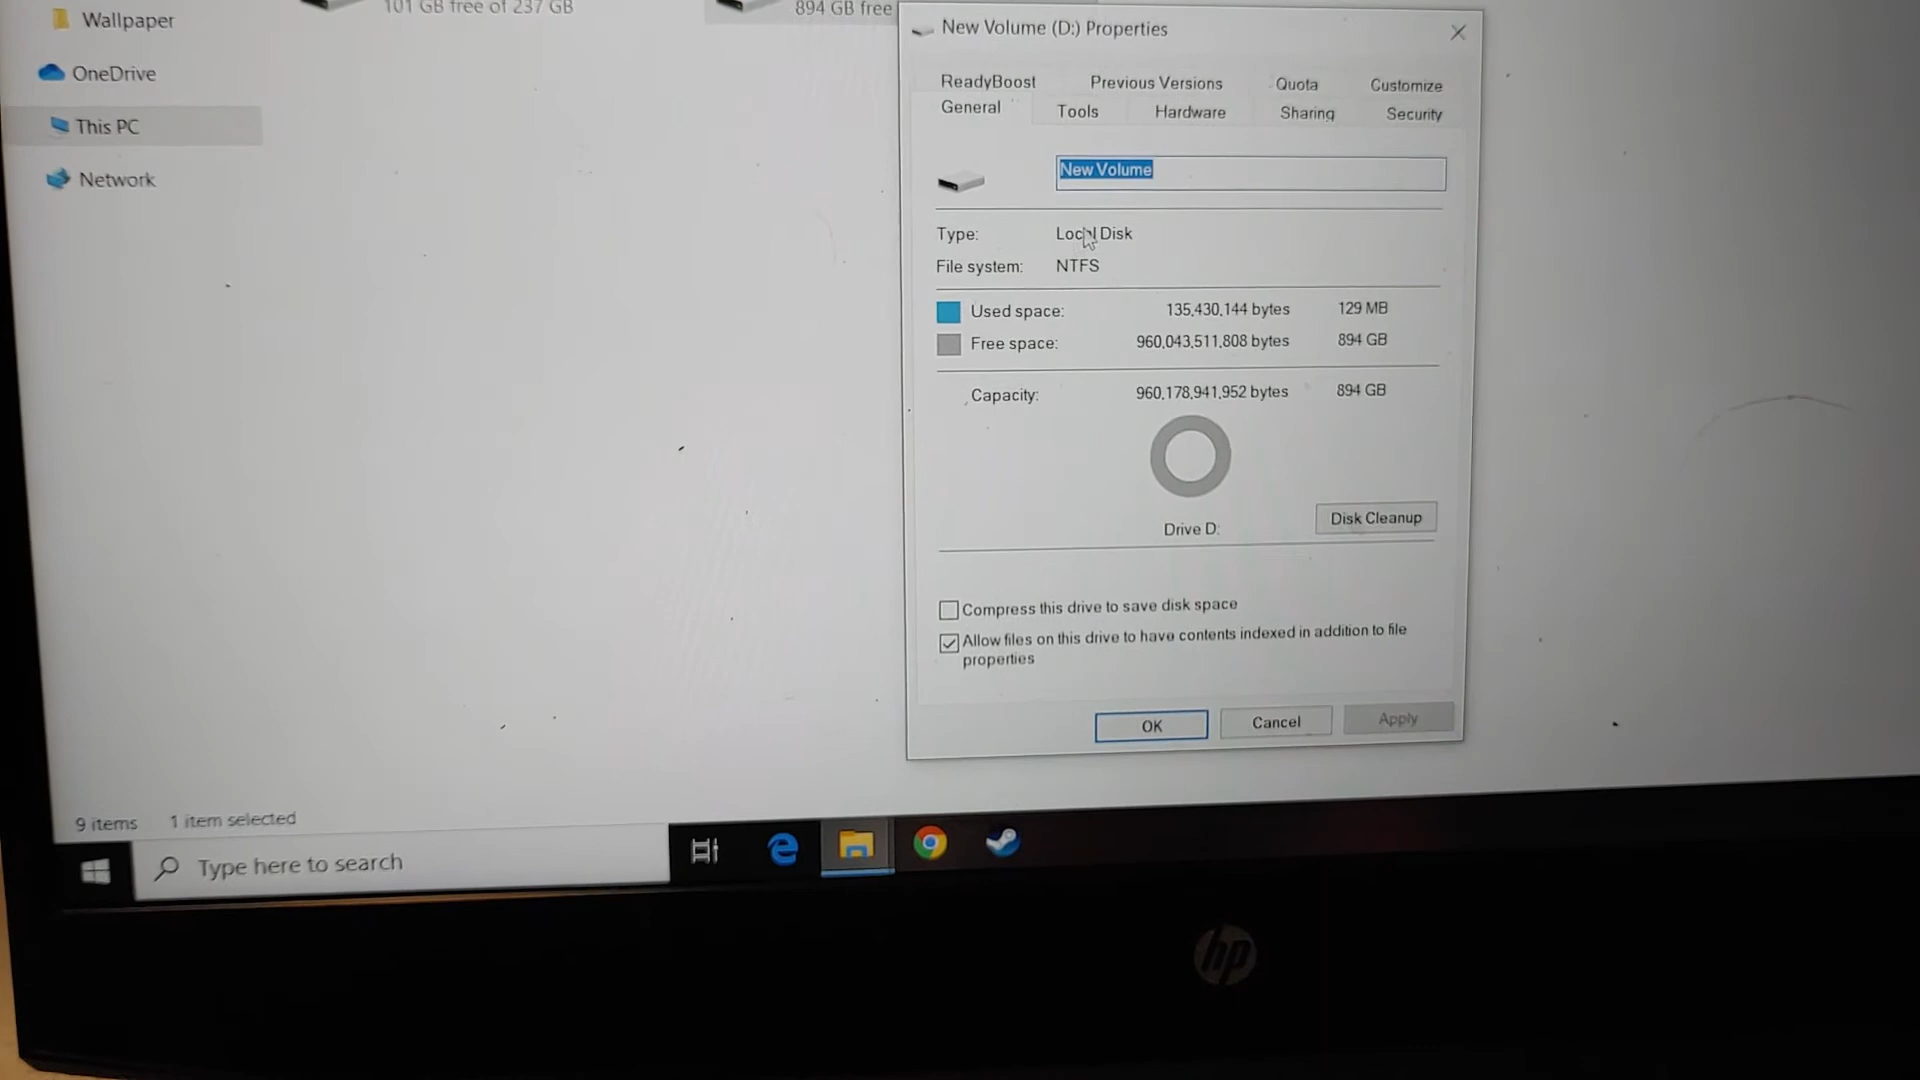 Wallpaper
101 GB free of 237 GB
894 GB free
OneDrive
This PC
Network
New Volume (D:) Properties
ReadyBoost Previous Versions Quota Customize
General Tools Hardware Sharing Security
New Volume
Type: Local Disk
File system: NTFS
Used space: 135,430,144 bytes 129 MB
Free space: 960,043,511,808 bytes 894 GB
Capacity: 960,178,941,952 bytes 894 GB
Drive D:
Disk Cleanup
Compress this drive to save disk space
Allow files on this drive to have contents indexed in addition to file
properties
OK Cancel Apply
9 items 1 item selected
Type here to search
hp